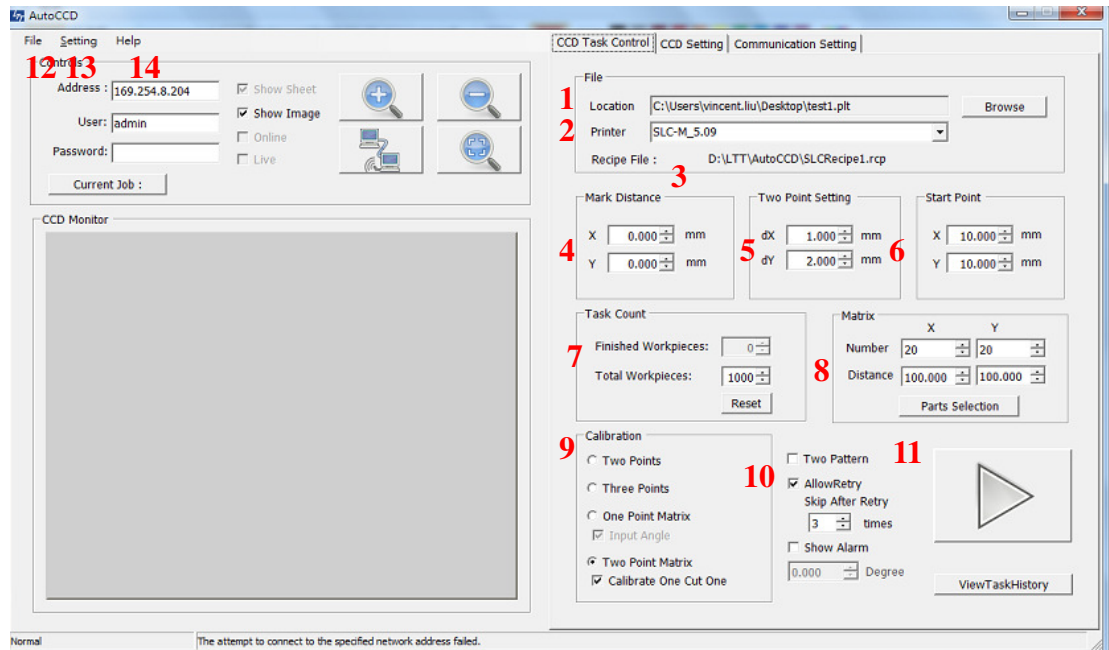 AutoCCD
File Setting Help
12 13 14
Controls
Address : 169.254.8.204
Show Sheet
User: admin
Show Image
Online
Password:
Live
Current Job :
CCD Monitor
CCD Task Control CCD Setting Communication Setting
File
1 Location C:\Users\vincent.liu\Desktop\test1.plt Browse
2 Printer SLC-M_5.09
Recipe File : D:\LTT\AutoCCD\SLCRecipe1.rcp
3
Mark Distance
4
X 0.000 mm
Y 0.000 mm
Two Point Setting
5
dX 1.000 mm
dY 2.000 mm
Start Point
6
X 10.000 mm
Y 10.000 mm
Task Count
7
Finished Workpieces: 0
Total Workpieces: 1000
Reset
Matrix
8
X Y
Number 20 20
Distance 100.000 100.000
Parts Selection
Calibration
9
Two Points
Three Points
One Point Matrix
Input Angle
Two Point Matrix
Calibrate One Cut One
10
Two Pattern
AllowRetry
Skip After Retry
3 times
Show Alarm
0.000 Degree
11
ViewTaskHistory
Normal The attempt to connect to the specified network address failed.